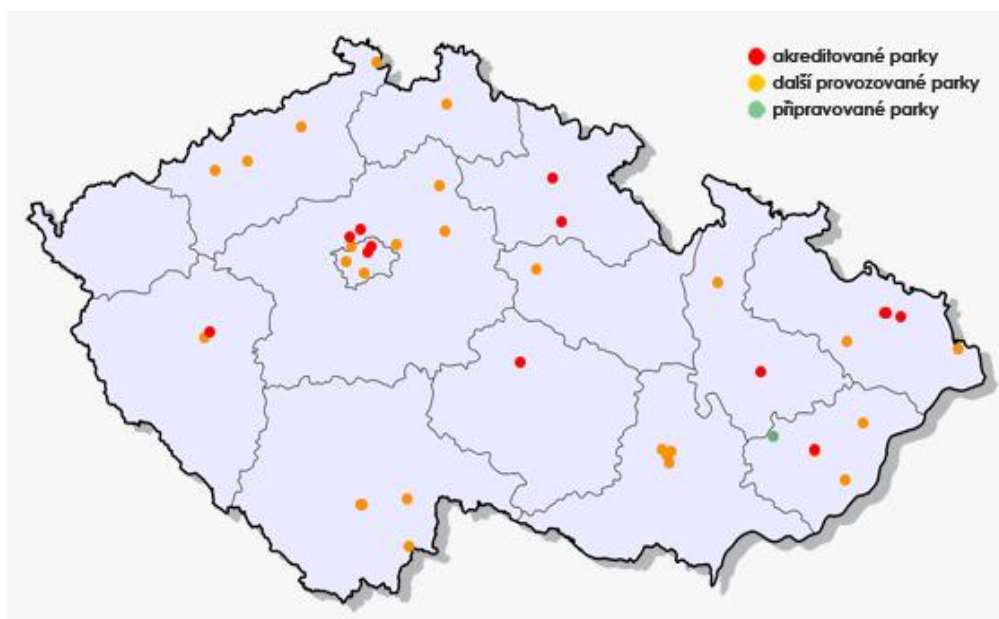 akreditované parky
další provozované parky
připravované parky